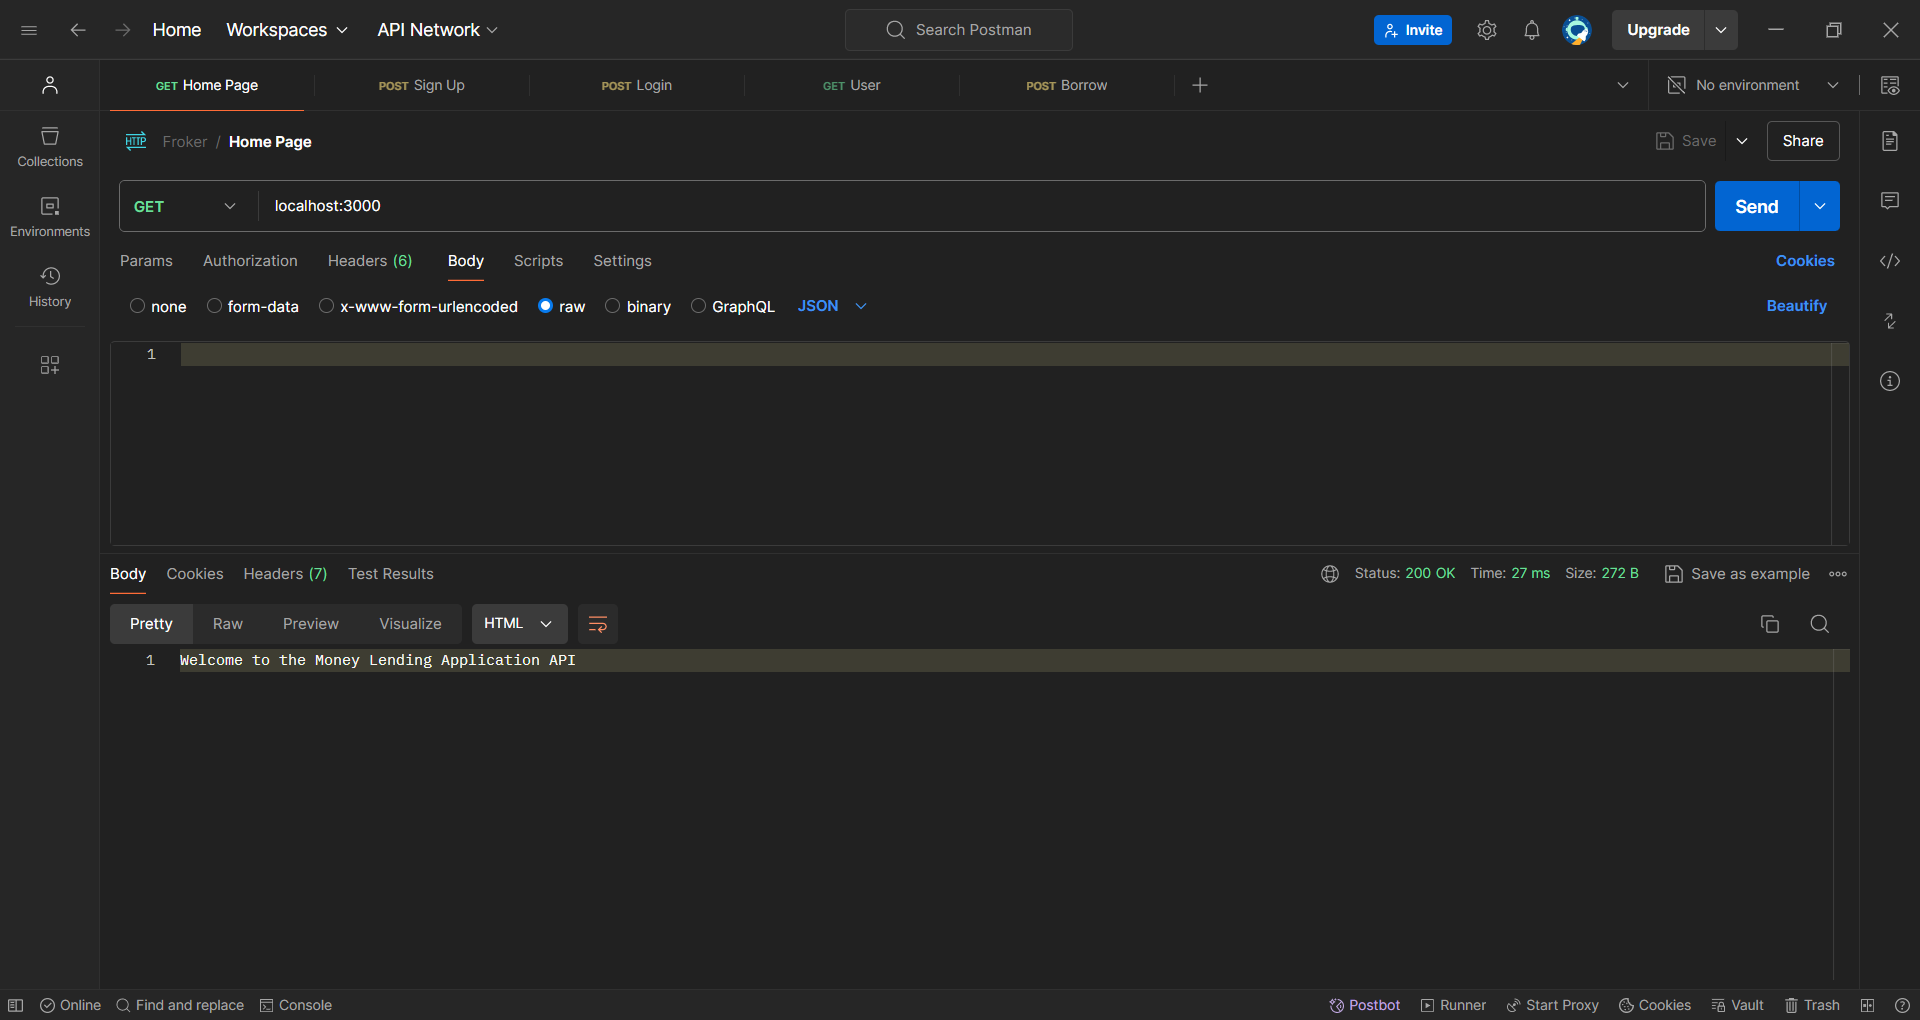 Home Workspaces API Network Search Postman Invite Upgrade
GET Home Page POST Sign Up POST Login GET User POST Borrow No environment
HTTP Froker / Home Page Save Share
Collections
GET localhost:3000 Send
Environments
Params Authorization Headers (6) Body Scripts Settings Cookies
History
none form-data x-www-form-urlencoded raw binary GraphQL JSON Beautify
1
Body Cookies Headers (7) Test Results Status: 200 OK Time: 27 ms Size: 272 B Save as example
Pretty Raw Preview Visualize HTML
1 Welcome to the Money Lending Application API
Online Find and replace Console Postbot Runner Start Proxy Cookies Vault Trash